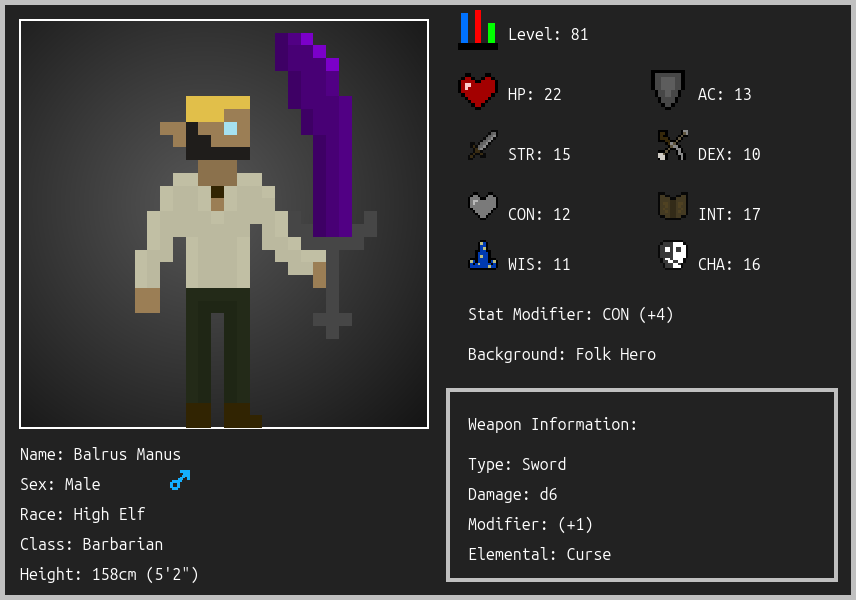 Level: 81
HP: 22
AC: 13
STR: 15
DEX: 10
CON: 12
INT: 17
WIS: 11
CHA: 16
Stat Modifier: CON (+4)
Background: Folk Hero
Weapon Information:
Type: Sword
Damage: d6
Modifier: (+1)
Elemental: Curse
Name: Balrus Manus
Sex: Male
Race: High Elf
Class: Barbarian
Height: 158cm (5'2")